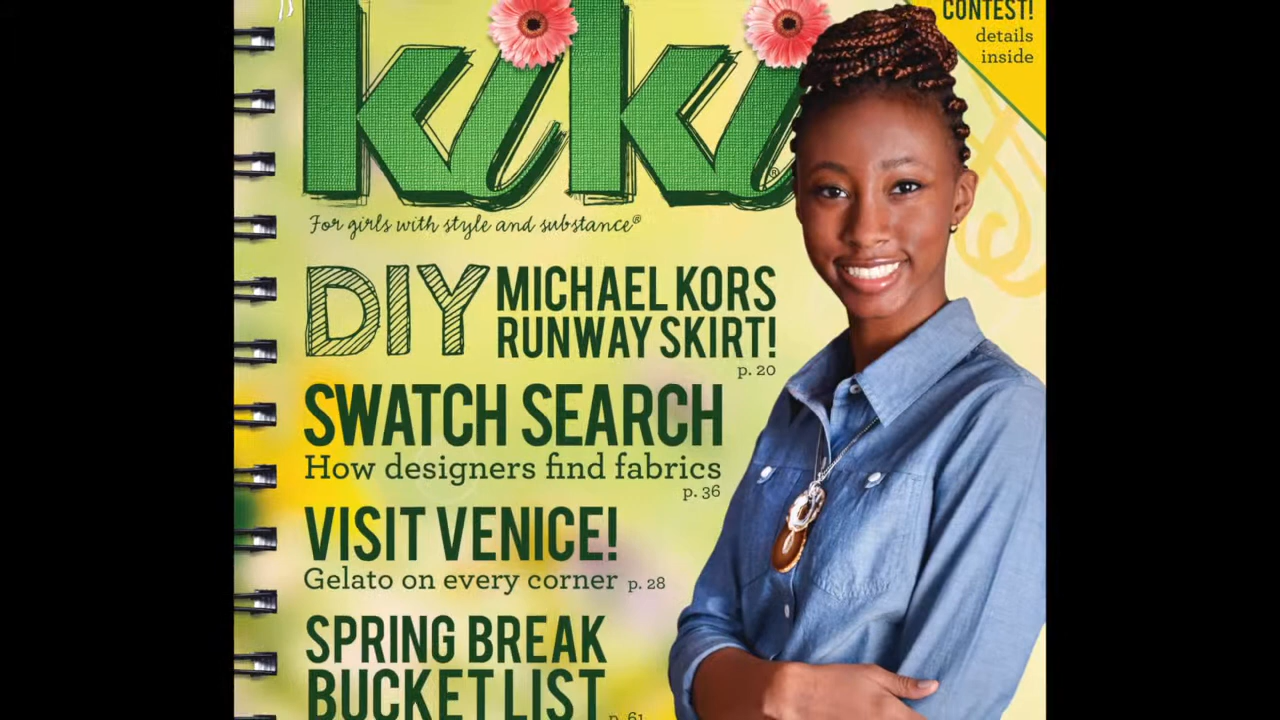 kiki®
CONTEST!
details
inside
For girls with style and substance®
DIY MICHAEL KORS
RUNWAY SKIRT!
p. 20
SWATCH SEARCH
How designers find fabrics
p. 36
VISIT VENICE!
Gelato on every corner p. 28
SPRING BREAK
BUCKET LIST
p. 61